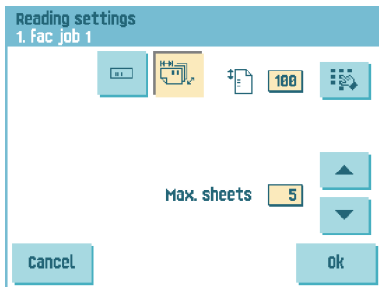 Reading settings
1. Fac job 1
100
Max. sheets 5
Cancel Ok